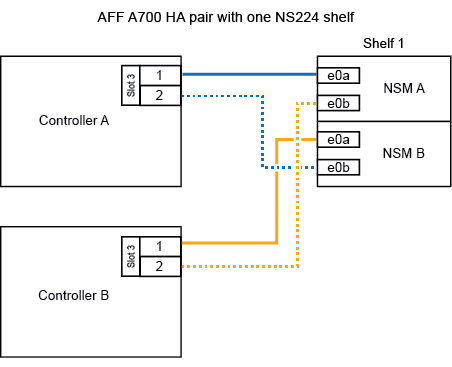 AFF A700 HA pair with one NS224 shelf
Shelf 1
Slot 3
1
2
Controller A
e0a
e0b
NSM A
e0a
e0b
NSM B
Slot 3
1
2
Controller B